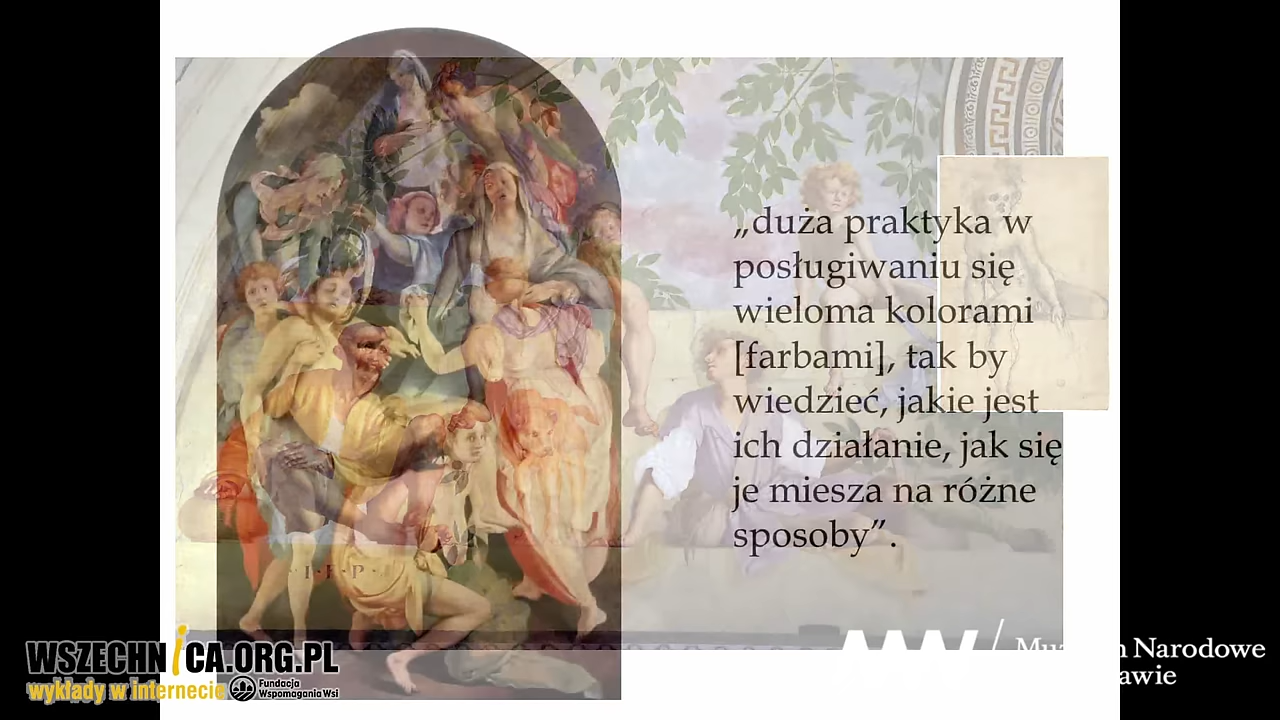 „duża praktyka w
posługiwaniu się
wieloma kolorami
[farbami], tak by
wiedzieć, jakie jest
ich działanie, jak się
je miesza na różne
sposoby”.
I · F · P ·
WSZECHNICA.ORG.PL
wykłady w internecie
Fundacja
Wspomagania Wsi
Narodowe